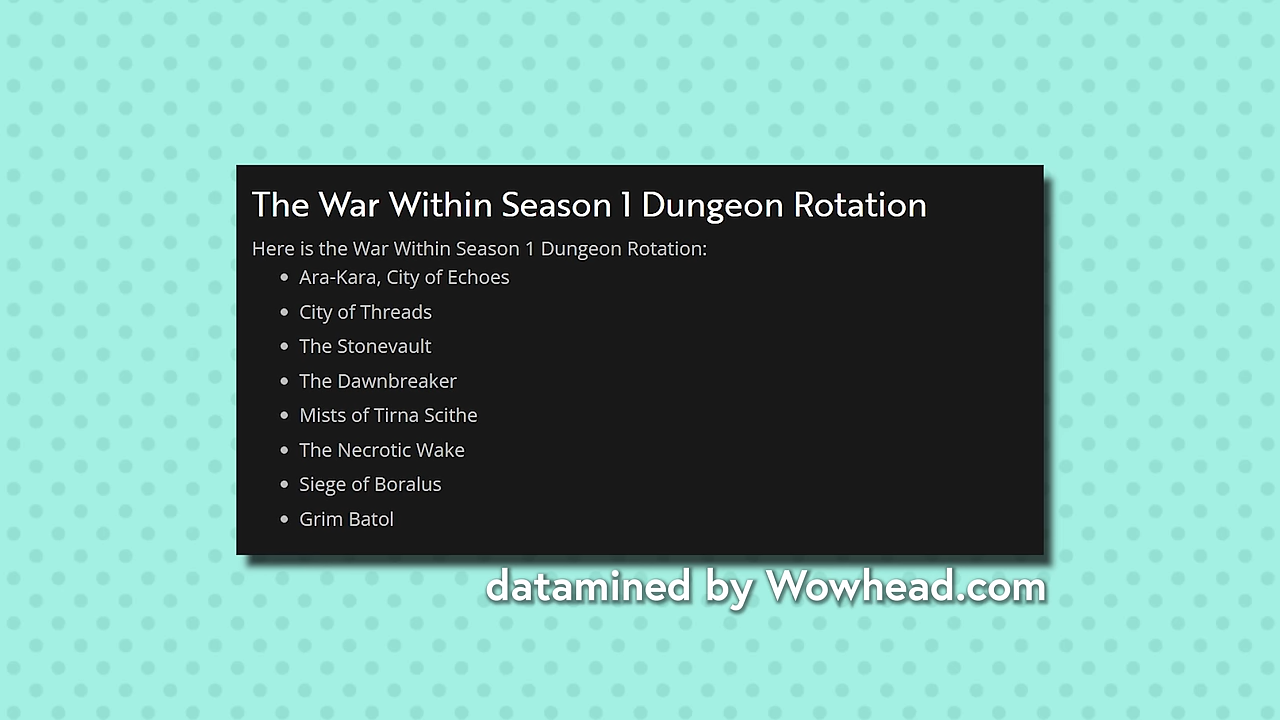 The War Within Season 1 Dungeon Rotation
Here is the War Within Season 1 Dungeon Rotation:
• Ara-Kara, City of Echoes
• City of Threads
• The Stonevault
• The Dawnbreaker
• Mists of Tirna Scithe
• The Necrotic Wake
• Siege of Boralus
• Grim Batol
datamined by Wowhead.com